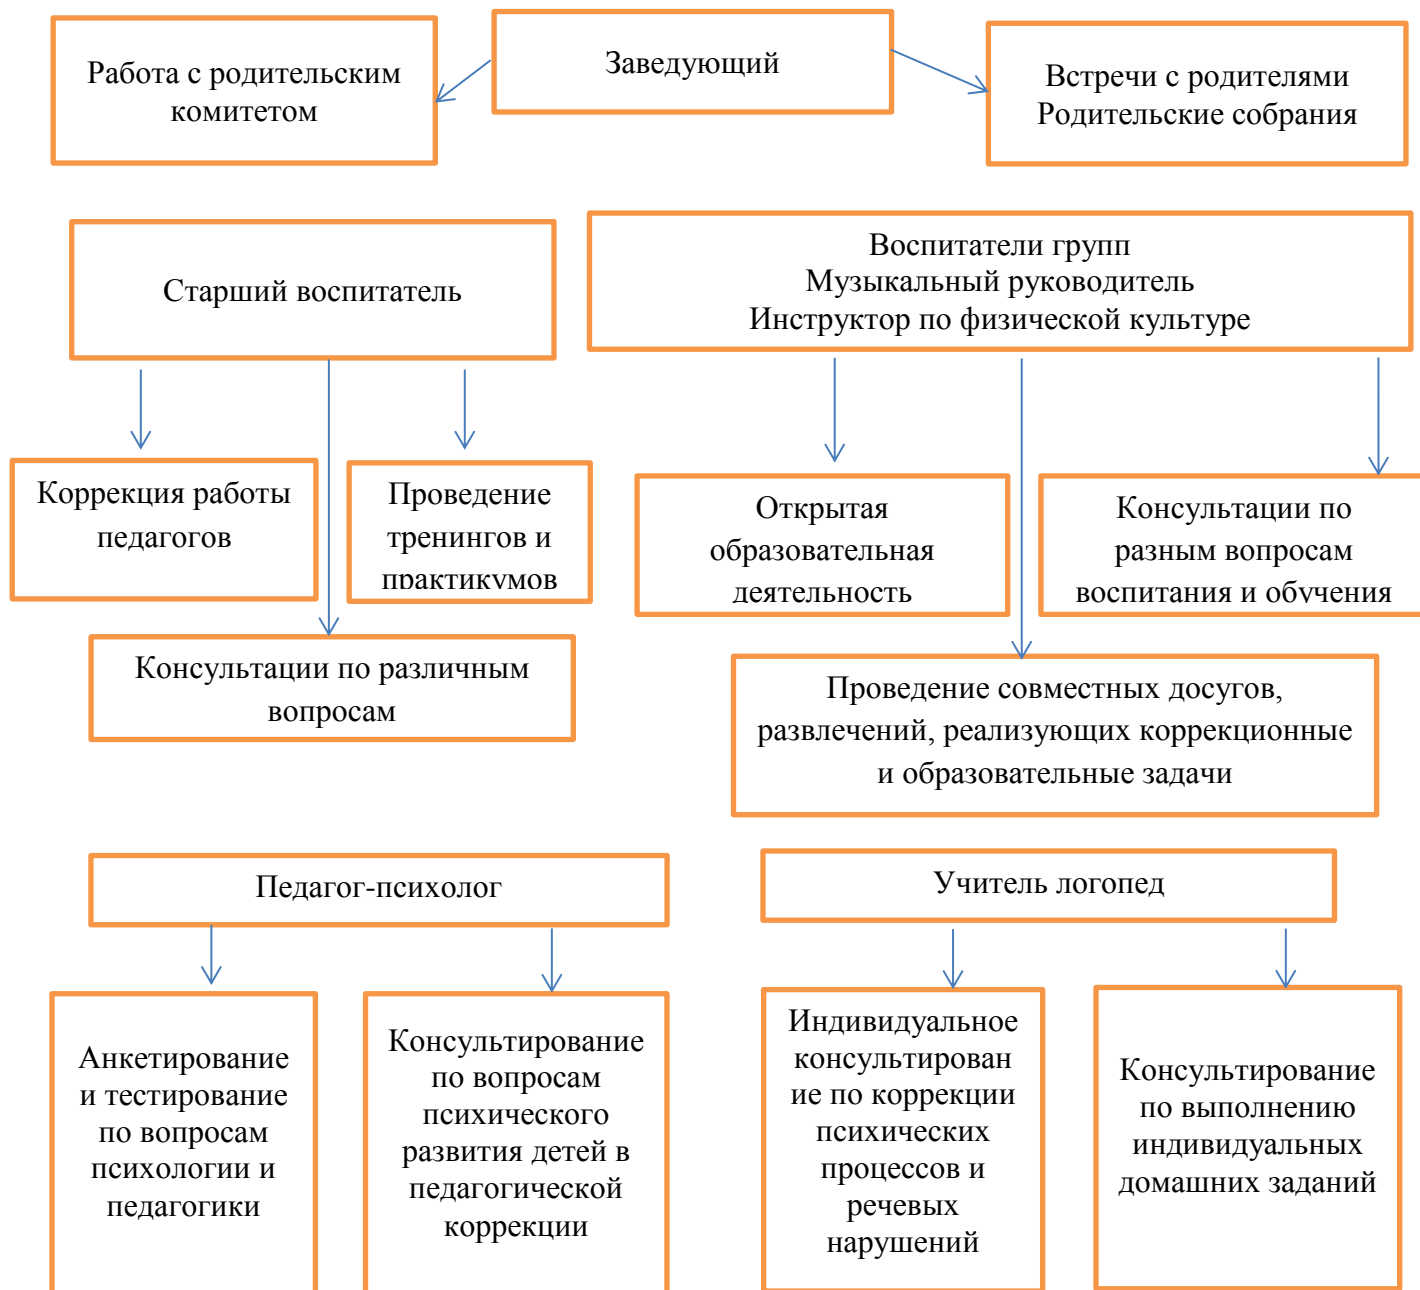 Работа с родительским
комитетом
Заведующий
Встречи с родителями
Родительские собрания
Старший воспитатель
Воспитатели групп
Музыкальный руководитель
Инструктор по физической культуре
Коррекция работы
педагогов
Проведение
тренингов и
практикумов
Открытая
образовательная
деятельность
Консультации по
разным вопросам
воспитания и обучения
Консультации по различным
вопросам
Проведение совместных досугов,
развлечений, реализующих коррекционные
и образовательные задачи
Педагог-психолог
Учитель логопед
Анкетирование
и тестирование
по вопросам
психологии и
педагогики
Консультирование
по вопросам
психического
развития детей в
педагогической
коррекции
Индивидуальное
консультирован
ие по коррекции
психических
процессов и
речевых
нарушений
Консультирование
по выполнению
индивидуальных
домашних заданий